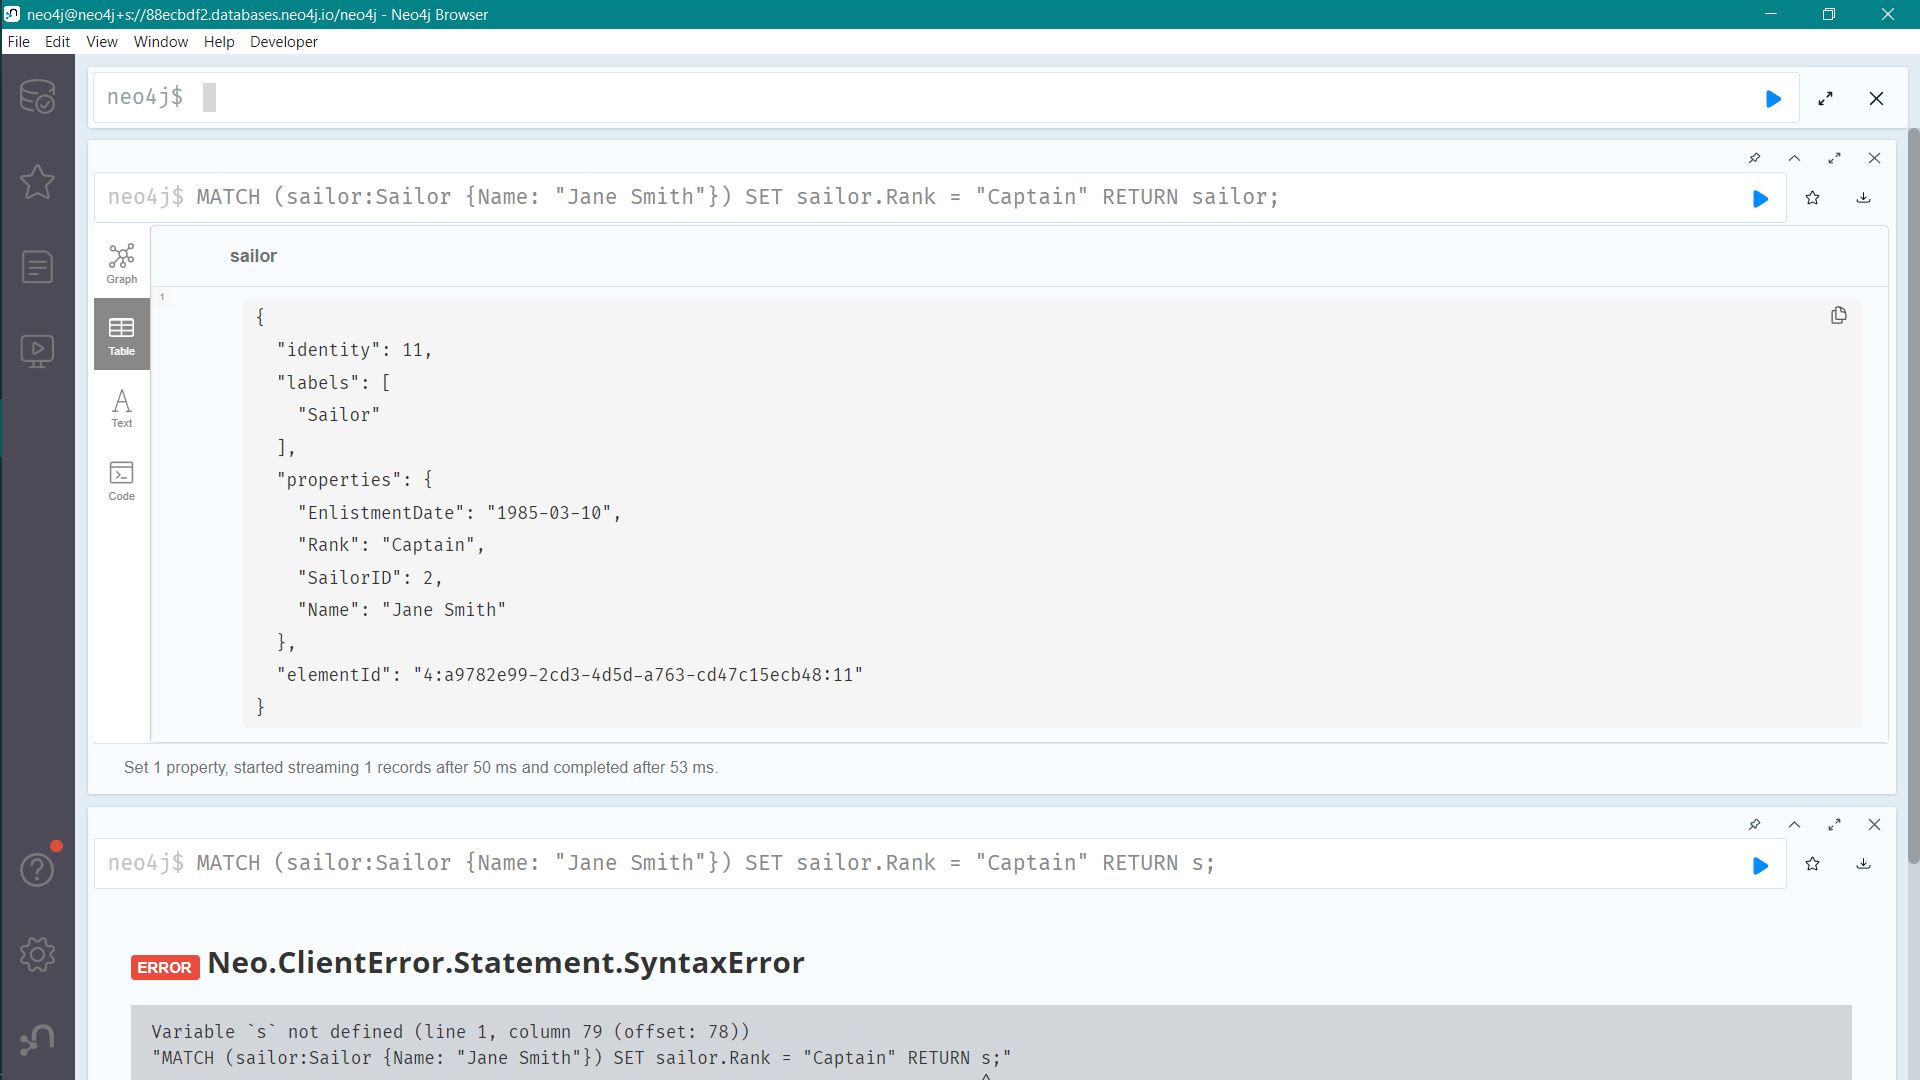 neo4j@neo4j+s://88ecbdf2.databases.neo4j.io/neo4j - Neo4j Browser
File Edit View Window Help Developer
neo4j$
neo4j$ MATCH (sailor:Sailor {Name: "Jane Smith"}) SET sailor.Rank = "Captain" RETURN sailor;
Graph
Table
Text
Code
sailor
1
{
"identity": 11,
"labels": [
"Sailor"
],
"properties": {
"EnlistmentDate": "1985-03-10",
"Rank": "Captain",
"SailorID": 2,
"Name": "Jane Smith"
},
"elementId": "4:a9782e99-2cd3-4d5d-a763-cd47c15ecb48:11"
}
Set 1 property, started streaming 1 records after 50 ms and completed after 53 ms.
neo4j$ MATCH (sailor:Sailor {Name: "Jane Smith"}) SET sailor.Rank = "Captain" RETURN s;
ERROR Neo.ClientError.Statement.SyntaxError
Variable `s` not defined (line 1, column 79 (offset: 78))
"MATCH (sailor:Sailor {Name: "Jane Smith"}) SET sailor.Rank = "Captain" RETURN s;"
^